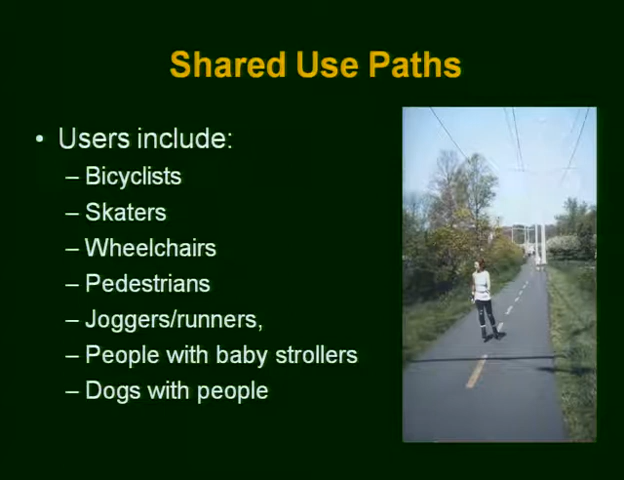 Shared Use Paths
• Users include:
– Bicyclists
– Skaters
– Wheelchairs
– Pedestrians
– Joggers/runners,
– People with baby strollers
– Dogs with people